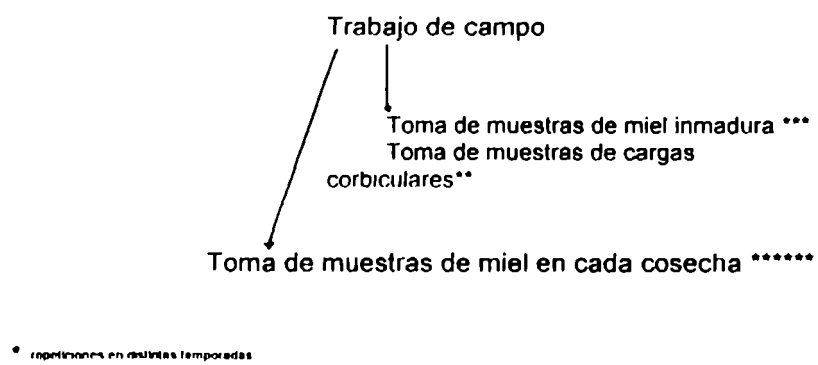 Trabajo de campo
Toma de muestras de miel inmadura ***
Toma de muestras de cargas
corbiculares**
Toma de muestras de miel en cada cosecha ******
* repeticiones en distintas temporadas